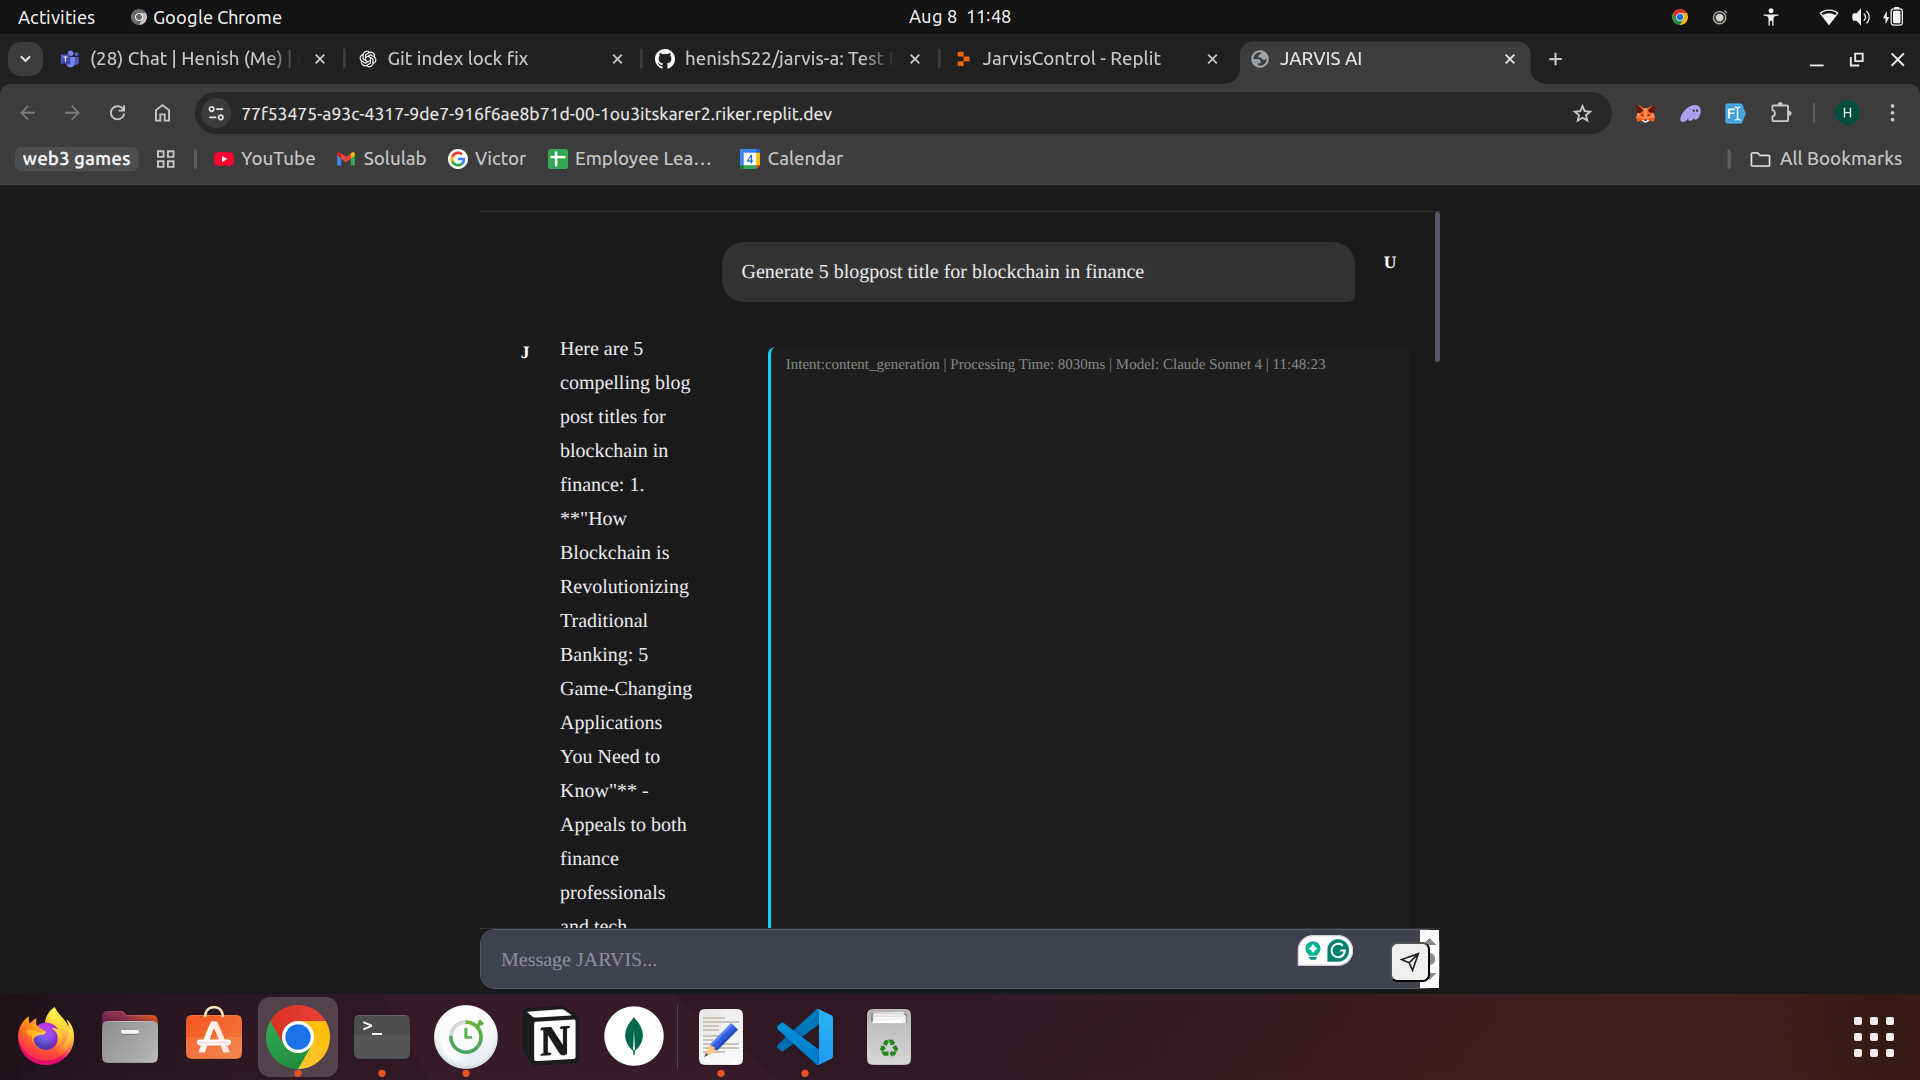 Activities
Google Chrome
Aug 8 11:48
(28) Chat | Henish (Me) |
Git index lock fix
henishS22/jarvis-a: Test
JarvisControl - Replit
JARVIS AI
77f53475-a93c-4317-9de7-916f6ae8b71d-00-1ou3itskarer2.riker.replit.dev
H
web3 games
YouTube
Solulab
Victor
Employee Lea...
4
Calendar
All Bookmarks
Generate 5 blogpost title for blockchain in finance
U
J
Here are 5
compelling blog
post titles for
blockchain in
finance: 1.
**"How
Blockchain is
Revolutionizing
Traditional
Banking: 5
Game-Changing
Applications
You Need to
Know"** -
Appeals to both
finance
professionals
and tech
Intent:content_generation | Processing Time: 8030ms | Model: Claude Sonnet 4 | 11:48:23
Message JARVIS...